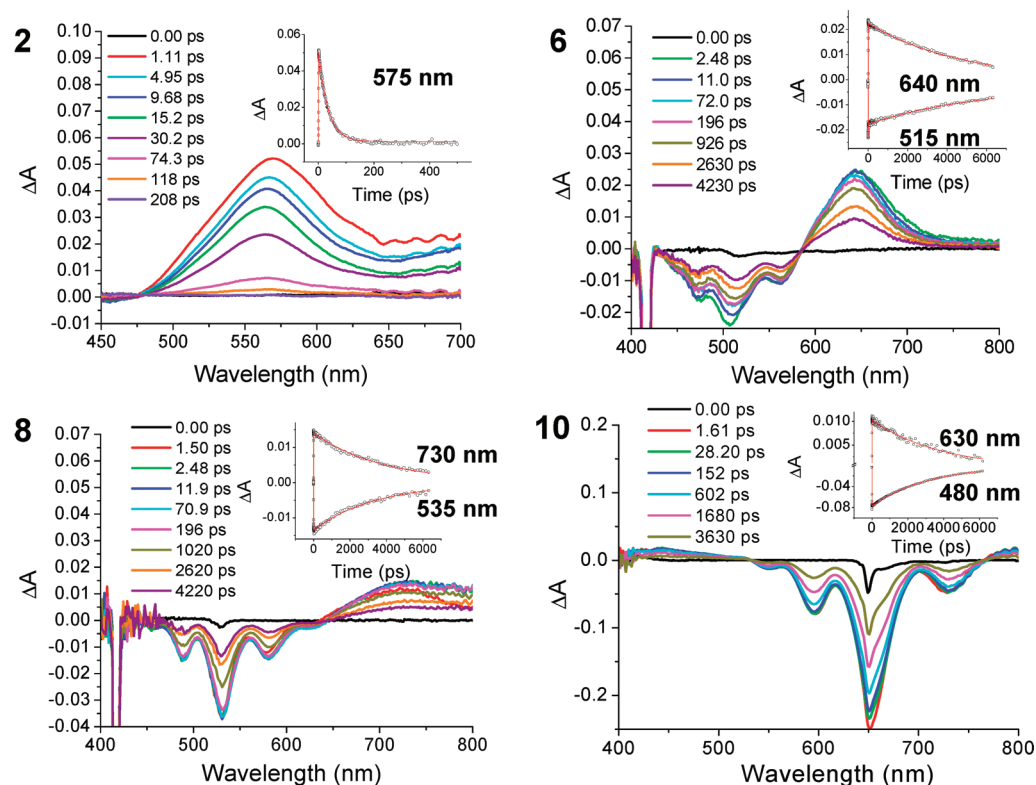 2
0.10
0.09
0.08
0.07
0.06
0.05
0.04
0.03
0.02
0.01
0.00
-0.01
ΔA
0.00 ps
1.11 ps
4.95 ps
9.68 ps
15.2 ps
30.2 ps
74.3 ps
118 ps
208 ps
0.06
0.04
0.02
0.00
ΔA
575 nm
0 200 400
Time (ps)
450 500 550 600 650 700
Wavelength (nm)
6
0.07
0.06
0.05
0.04
0.03
0.02
0.01
0.00
-0.01
-0.02
ΔA
0.00 ps
2.48 ps
11.0 ps
72.0 ps
196 ps
926 ps
2630 ps
4230 ps
0.02
0.01
0.00
-0.01
-0.02
ΔA
640 nm
515 nm
0 2000 4000 6000
Time (ps)
400 500 600 700 800
Wavelength (nm)
8
0.07
0.06
0.05
0.04
0.03
0.02
0.01
0.00
-0.01
-0.02
-0.03
-0.04
ΔA
0.00 ps
1.50 ps
2.48 ps
11.9 ps
70.9 ps
196 ps
1020 ps
2620 ps
4220 ps
0.01
0.00
-0.01
ΔA
730 nm
535 nm
0 2000 4000 6000
Time (ps)
400 450 500 550 600 650 700 750 800
Wavelength (nm)
10
0.2
0.1
0.0
-0.1
-0.2
ΔA
0.00 ps
1.61 ps
28.20 ps
152 ps
602 ps
1680 ps
3630 ps
0.010
0.005
-0.04
-0.08
ΔA
630 nm
480 nm
0 2000 4000 6000
Time (ps)
400 500 600 700 800
Wavelength (nm)